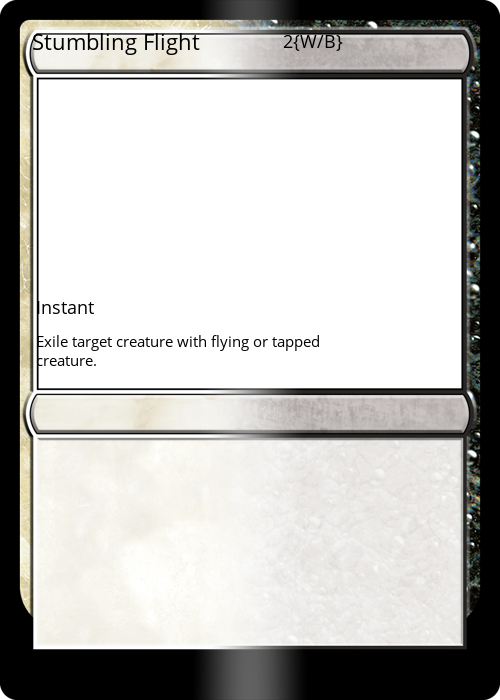 Stumbling Flight 2{W/B}
Instant
Exile target creature with flying or tapped
creature.